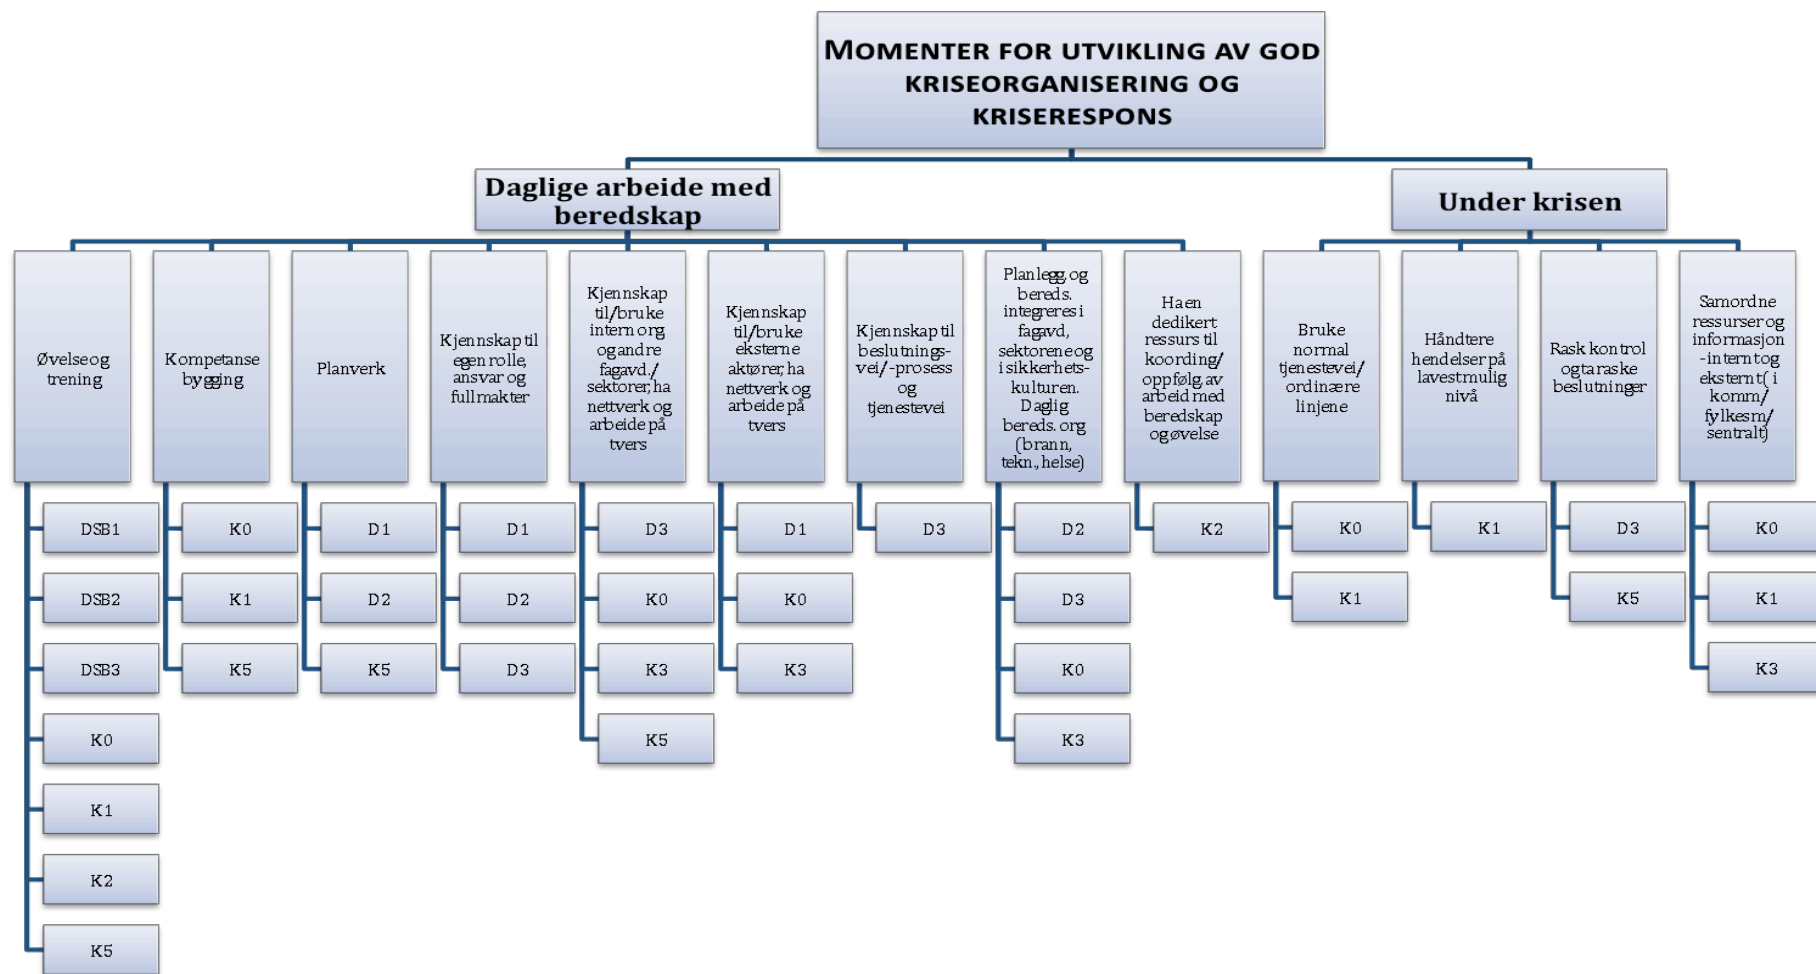 MOMENTER FOR UTVIKLING AV GOD
KRISEORGANISERING OG
KRISERESPONS
Daglige arbeide med
beredskap
Under krisen
Øvelse og
trening
Kompetanse
bygging
Planverk
Kjennskap til
egen rolle,
ansvar og
fullmakter
Kjennskap
til/bruke
intern org
og andre
fagavd./
sektorer, ha
nettverk og
arbeide på
tvers
Kjennskap
til/bruke
eksterne
aktører, ha
nettverk og
arbeide på
tvers
Kjennskap til
beslutnings-
vei/-prosess
og
tjenestevei
Planlegg. og
bereds.
integreres i
fagavd,
sektorene og
i sikkerhets-
kulturen.
Daglig
bereds. org
(brann,
tekn., helse)
Ha en
dedikert
ressurs til
koording/
oppfølg. av
arbeid med
beredskap
og øvelse
Bruke
normal
tjenestevei/
ordinære
linjene
Håndtere
hendelser på
lavest mulig
nivå
Rask kontrol
og ta raske
beslutninger
Samordne
ressurser og
informasjon
-internt og
eksternt ( i
komm/
fylkesm/
sentralt)
DSB1
DSB2
DSB3
K0
K1
K2
K5
K0
K1
K5
D1
D2
K5
D1
D2
D3
D3
K0
K3
K5
D1
K0
K3
D3
D2
D3
K0
K3
K2
K0
K1
K1
D3
K5
K0
K1
K3